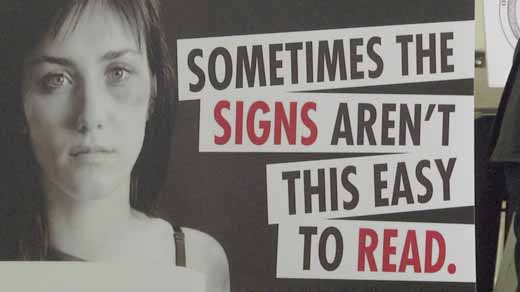 SOMETIMES THE
SIGNS AREN'T
THIS EASY
TO READ.